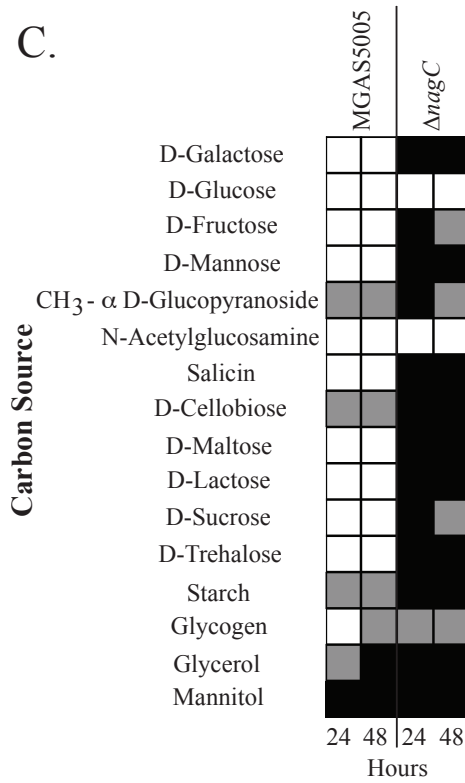 C.
MGAS5005
ΔnagC
D-Galactose
D-Glucose
D-Fructose
D-Mannose
CH3 - α D-Glucopyranoside
N-Acetylglucosamine
Salicin
D-Cellobiose
D-Maltose
D-Lactose
D-Sucrose
D-Trehalose
Starch
Glycogen
Glycerol
Mannitol
Carbon Source
24 48 24 48
Hours